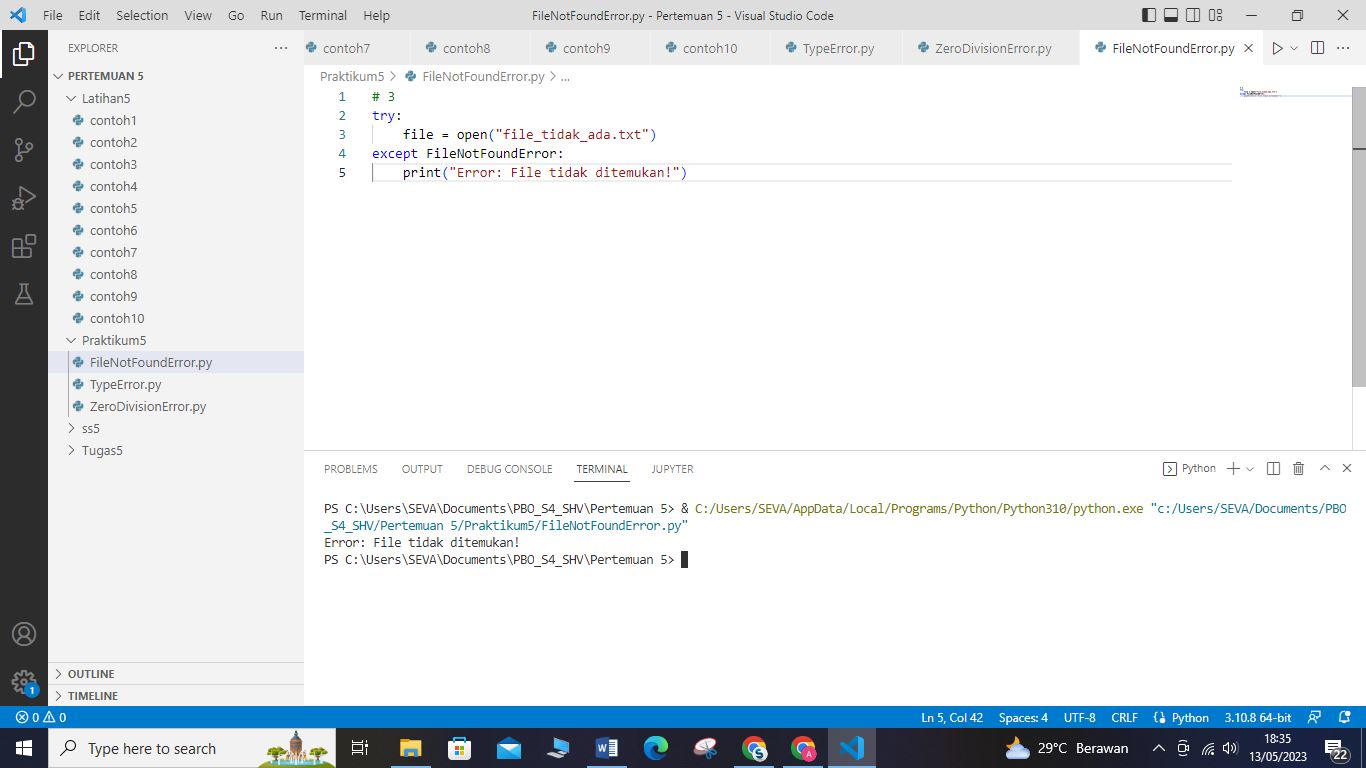 File Edit Selection View Go Run Terminal Help FileNotFoundError.py - Pertemuan 5 - Visual Studio Code
EXPLORER
PERTEMUAN 5
Latihan5
contoh1
contoh2
contoh3
contoh4
contoh5
contoh6
contoh7
contoh8
contoh9
contoh10
Praktikum5
FileNotFoundError.py
TypeError.py
ZeroDivisionError.py
ss5
Tugas5
OUTLINE
TIMELINE
contoh7 contoh8 contoh9 contoh10 TypeError.py ZeroDivisionError.py FileNotFoundError.py
Praktikum5 > FileNotFoundError.py > ...
1 # 3
2 try:
3     file = open("file_tidak_ada.txt")
4 except FileNotFoundError:
5     print("Error: File tidak ditemukan!")
PROBLEMS OUTPUT DEBUG CONSOLE TERMINAL JUPYTER Python
PS C:\Users\SEVA\Documents\PBO_S4_SHV\Pertemuan 5> & C:/Users/SEVA/AppData/Local/Programs/Python/Python310/python.exe "c:/Users/SEVA/Documents/PBO
_S4_SHV/Pertemuan 5/Praktikum5/FileNotFoundError.py"
Error: File tidak ditemukan!
PS C:\Users\SEVA\Documents\PBO_S4_SHV\Pertemuan 5>
1
0 0 Ln 5, Col 42 Spaces: 4 UTF-8 CRLF Python 3.10.8 64-bit
Type here to search 29°C Berawan 18:35
13/05/2023 22